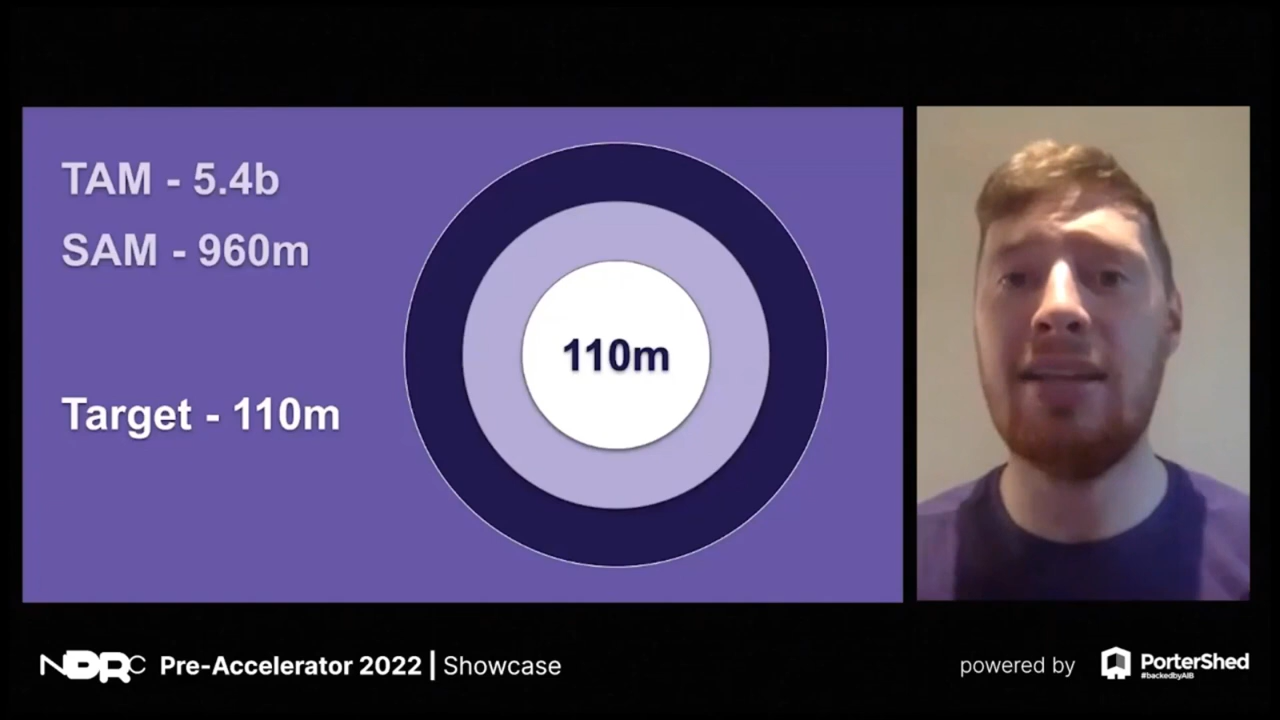 TAM - 5.4b
SAM - 960m
Target - 110m
110m
NDRC Pre-Accelerator 2022 | Showcase
powered by PorterShed
#backedbyAIB